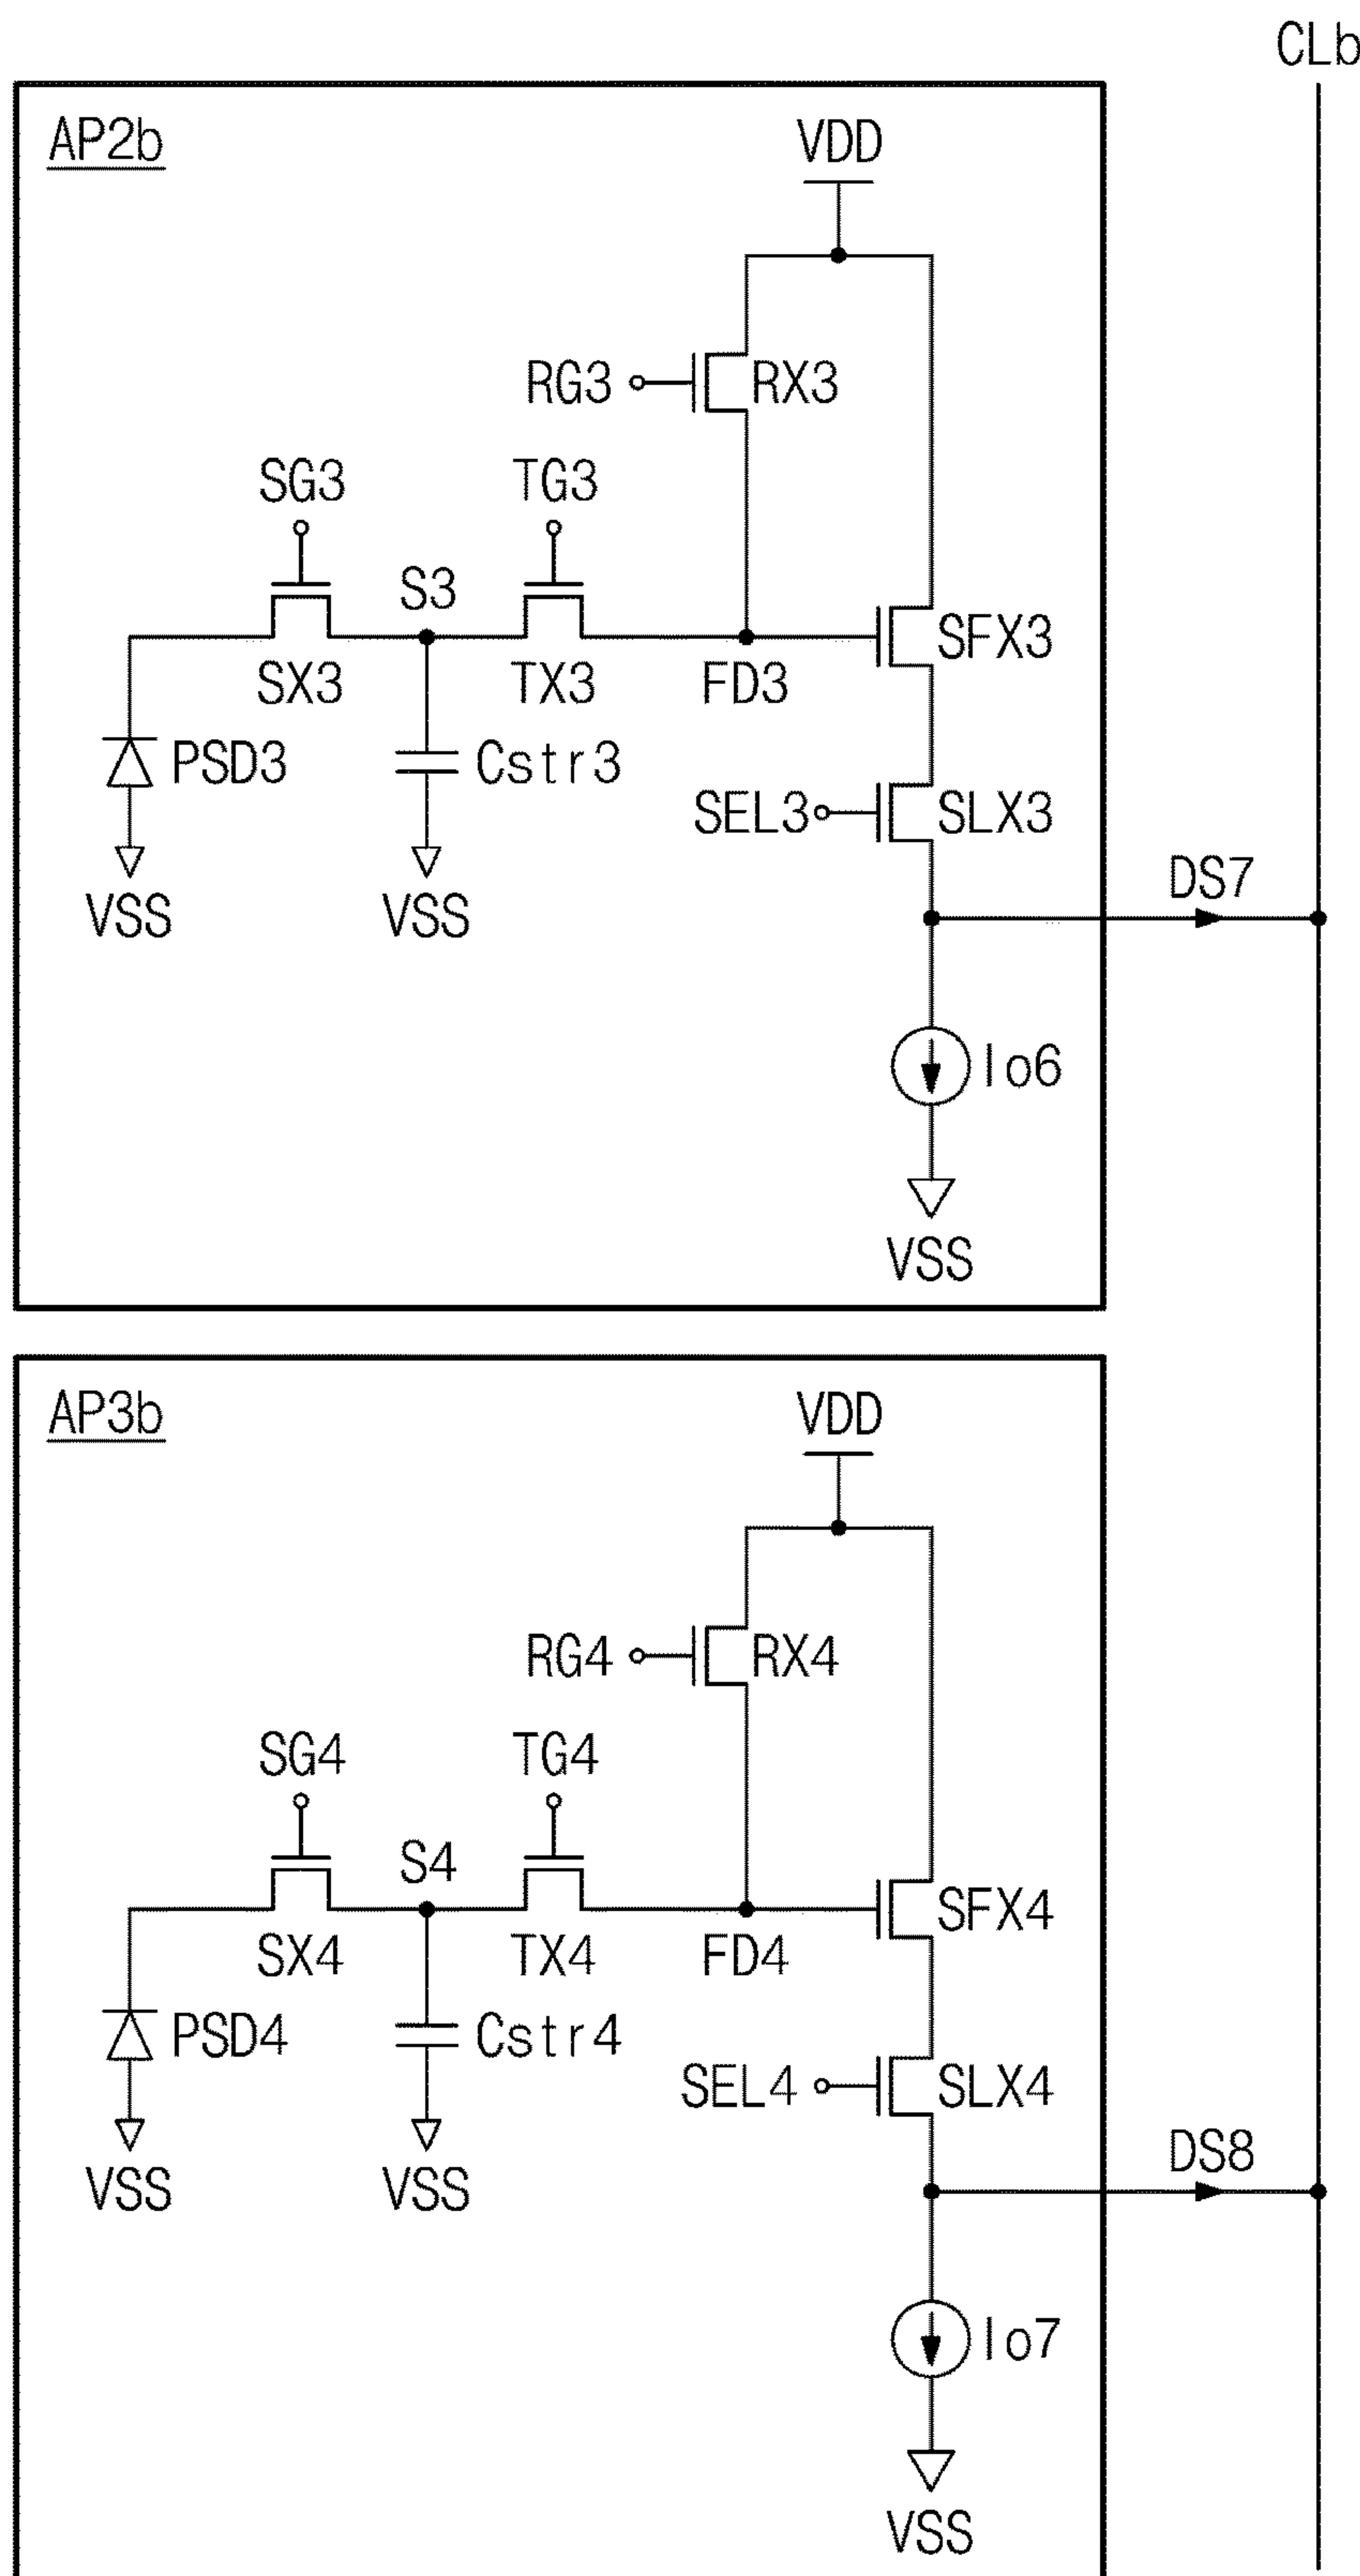 CLb
AP2b
VDD
RG3 RX3
SG3 TG3
S3
SFX3
SX3 TX3 FD3
PSD3 Cstr3
SEL3 SLX3
DS7
VSS VSS
Io6
VSS
AP3b
VDD
RG4 RX4
SG4 TG4
S4
SFX4
SX4 TX4 FD4
PSD4 Cstr4
SEL4 SLX4
DS8
VSS VSS
Io7
VSS